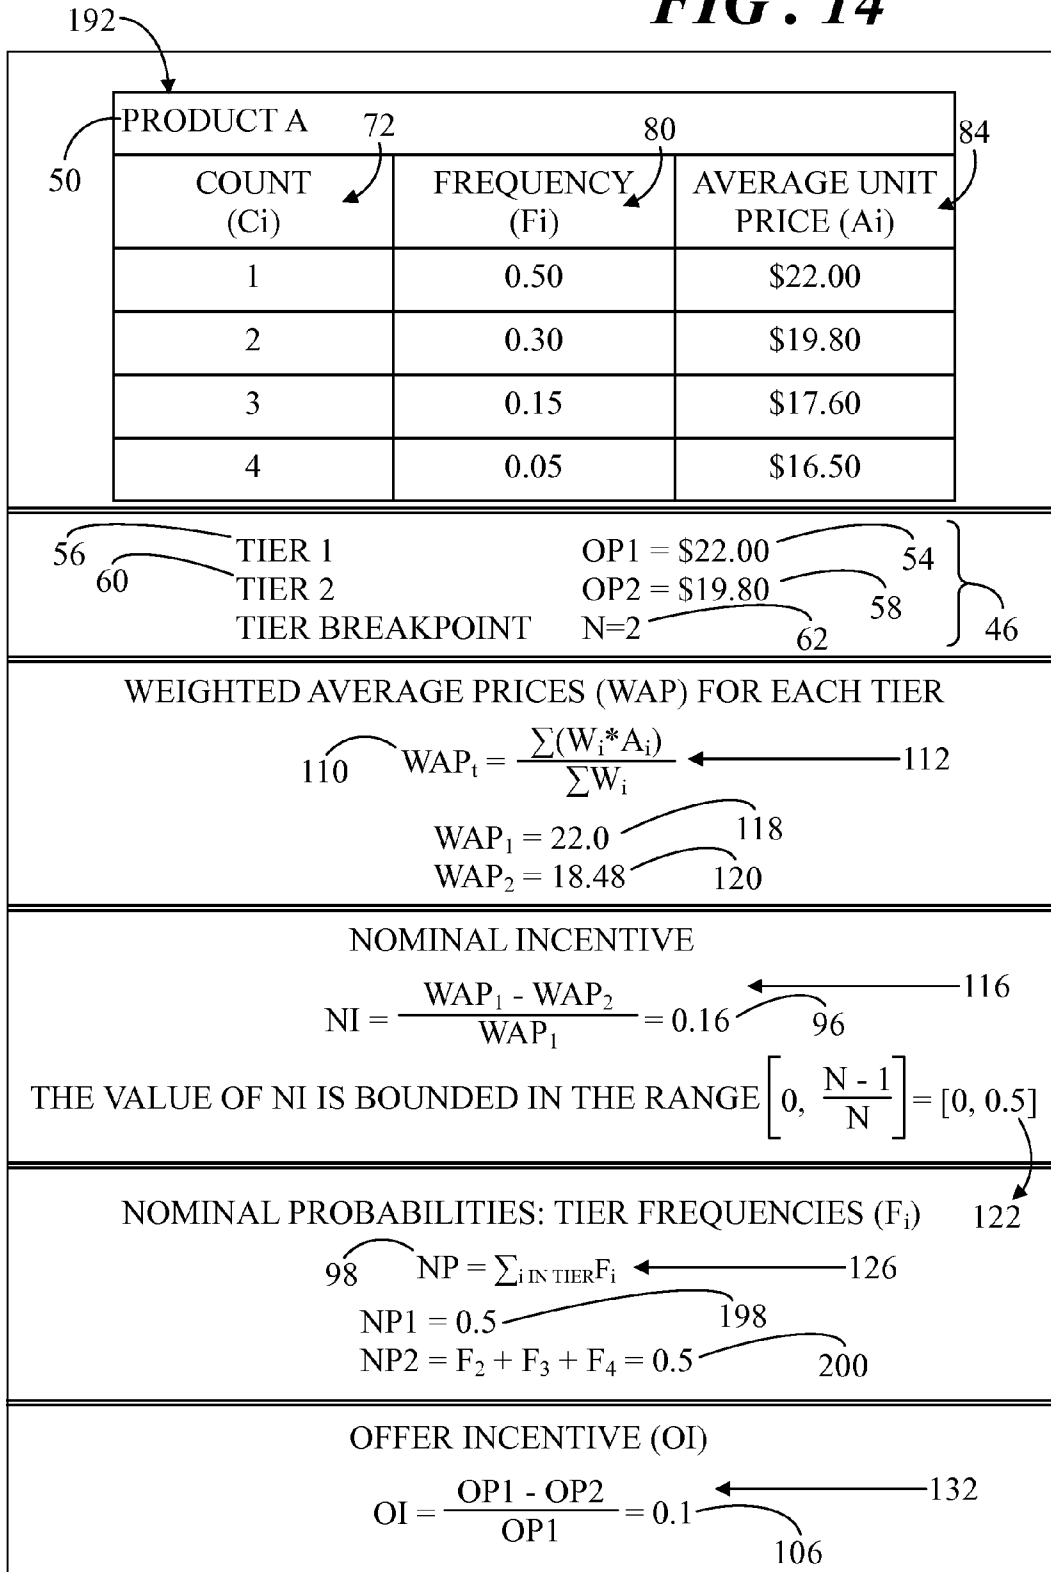 FIG. 14
192
PRODUCT A 72 80 84
50
COUNT (Ci) FREQUENCY (Fi) AVERAGE UNIT PRICE (Ai)
1 0.50 $22.00
2 0.30 $19.80
3 0.15 $17.60
4 0.05 $16.50
56 TIER 1 OP1 = $22.00 54
60 TIER 2 OP2 = $19.80 58
TIER BREAKPOINT N=2 62 46
WEIGHTED AVERAGE PRICES (WAP) FOR EACH TIER
110 WAPt = ∑(Wi*Ai) / ∑Wi 112
WAP1 = 22.0 118
WAP2 = 18.48 120
NOMINAL INCENTIVE
NI = WAP1 - WAP2 / WAP1 = 0.16 96 116
THE VALUE OF NI IS BOUNDED IN THE RANGE [0, N - 1 / N] = [0, 0.5]
NOMINAL PROBABILITIES: TIER FREQUENCIES (Fi) 122
98 NP = ∑i IN TIER Fi 126
NP1 = 0.5 198
NP2 = F2 + F3 + F4 = 0.5 200
OFFER INCENTIVE (OI)
OI = OP1 - OP2 / OP1 = 0.1 132
106